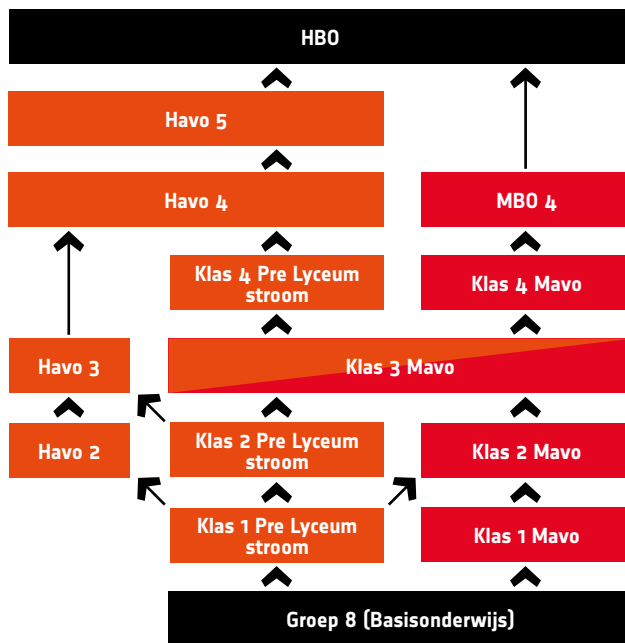 HBO
Havo 5
Havo 4
MBO 4
Klas 4 Pre Lyceum
stroom
Klas 4 Mavo
Havo 3
Klas 3 Mavo
Havo 2
Klas 2 Pre Lyceum
stroom
Klas 2 Mavo
Klas 1 Pre Lyceum
stroom
Klas 1 Mavo
Groep 8 (Basisonderwijs)